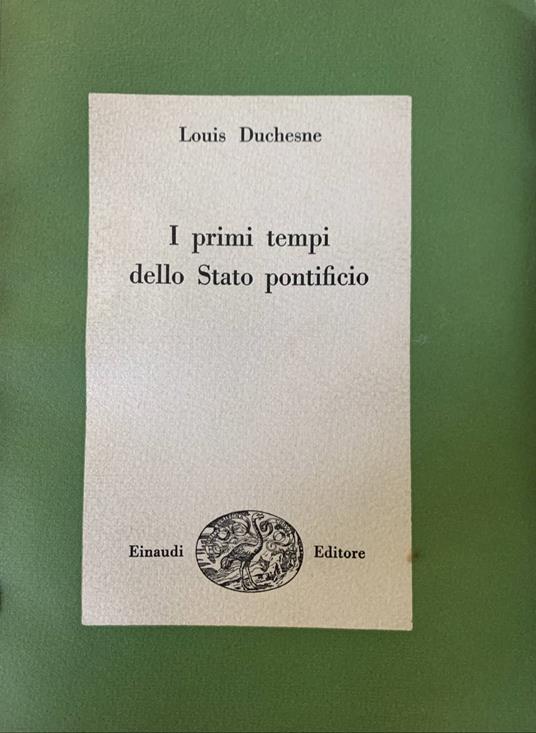 Louis Duchesne
I primi tempi
dello Stato pontificio
Einaudi Editore